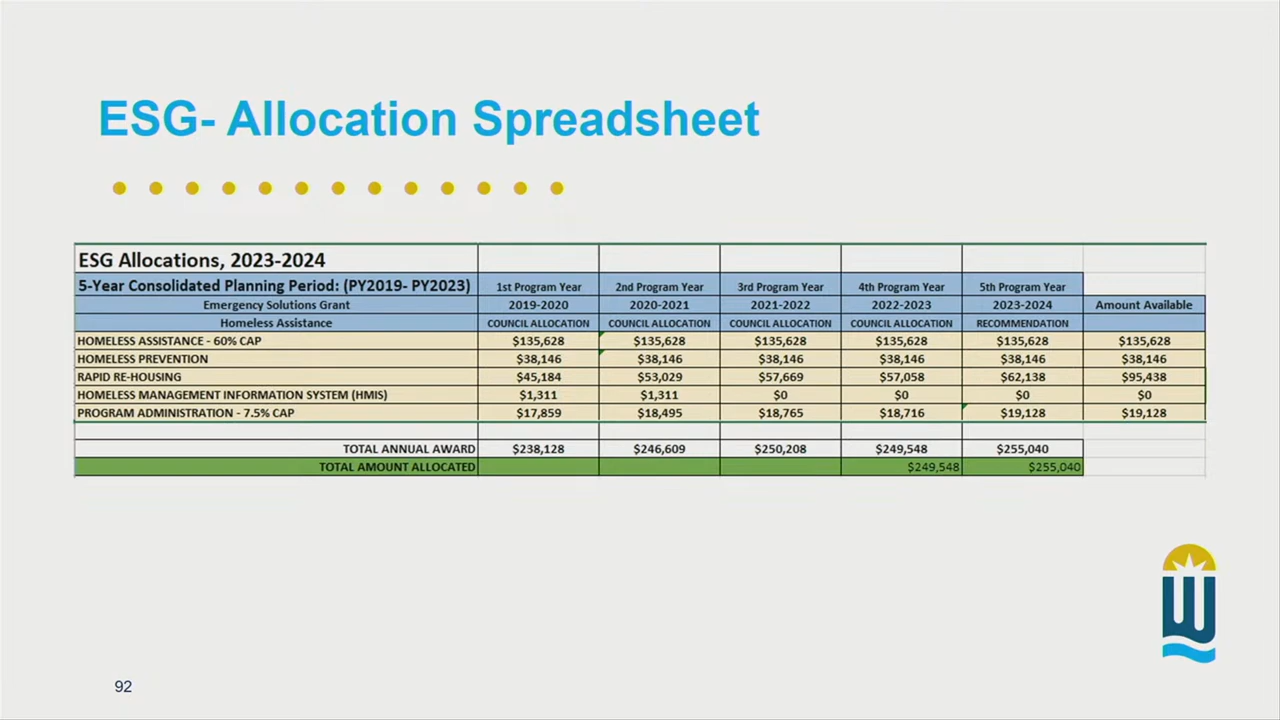 ESG- Allocation Spreadsheet
ESG Allocations, 2023-2024
5-Year Consolidated Planning Period: (PY2019- PY2023) 1st Program Year 2nd Program Year 3rd Program Year 4th Program Year 5th Program Year
Emergency Solutions Grant 2019-2020 2020-2021 2021-2022 2022-2023 2023-2024 Amount Available
Homeless Assistance COUNCIL ALLOCATION COUNCIL ALLOCATION COUNCIL ALLOCATION COUNCIL ALLOCATION RECOMMENDATION
HOMELESS ASSISTANCE - 60% CAP $135,628 $135,628 $135,628 $135,628 $135,628 $135,628
HOMELESS PREVENTION $38,146 $38,146 $38,146 $38,146 $38,146 $38,146
RAPID RE-HOUSING $45,184 $53,029 $57,669 $57,058 $62,138 $95,438
HOMELESS MANAGEMENT INFORMATION SYSTEM (HMIS) $1,311 $1,311 $0 $0 $0 $0
PROGRAM ADMINISTRATION - 7.5% CAP $17,859 $18,495 $18,765 $18,716 $19,128 $19,128
TOTAL ANNUAL AWARD $238,128 $246,609 $250,208 $249,548 $255,040
TOTAL AMOUNT ALLOCATED $249,548 $255,040
92